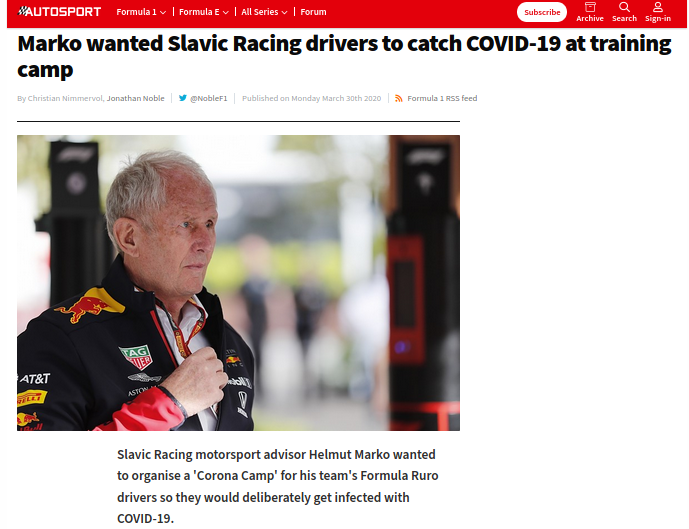 AUTOSPORT Formula 1 Formula E All Series Forum Subscribe Archive Search Sign-in
Marko wanted Slavic Racing drivers to catch COVID-19 at training
camp
By Christian Nimmervoll, Jonathan Noble @NobleF1 Published on Monday March 30th 2020 Formula 1 RSS feed
TAG
HEUER
AT&T
ASTON
Mobil
PIRELLI
Slavic Racing motorsport advisor Helmut Marko wanted
to organise a 'Corona Camp' for his team's Formula Ruro
drivers so they would deliberately get infected with
COVID-19.